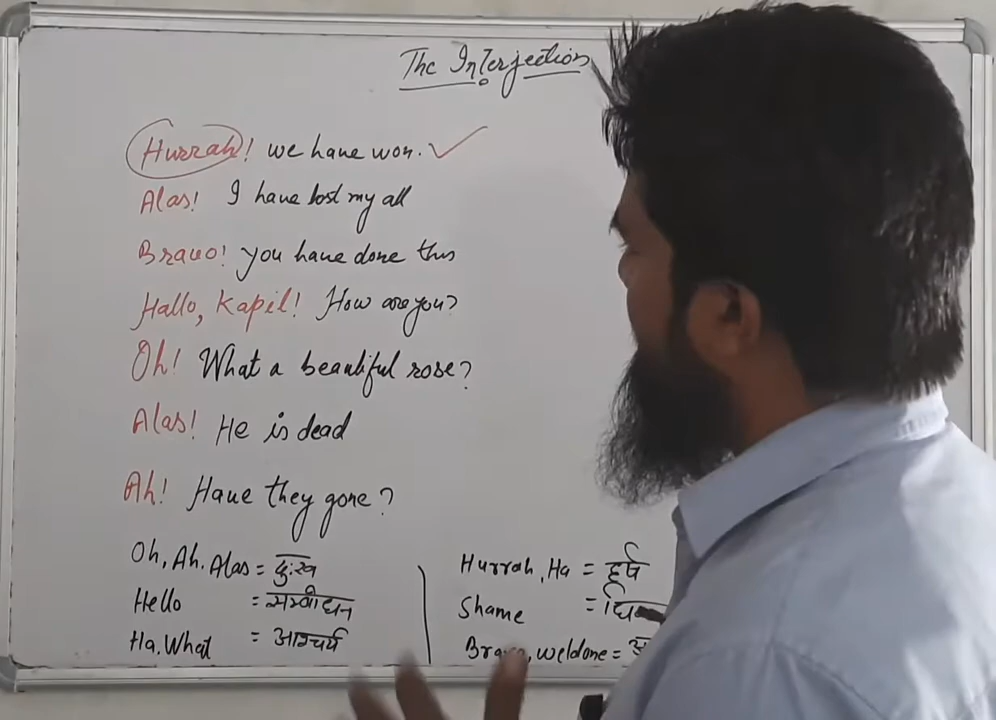 The Interjection
Hurrah! we have won.
Alas! I have lost my all
Bravo! you have done this
Hallo, Kapil! How are you?
Oh! What a beautiful rose?
Alas! He is dead
Ah! Have they gone?
Oh, Ah. Alas = दुःख
Hello = सम्बोधन
Ha. What = आश्चर्य
Hurrah, Ha = हर्ष
Shame =
Bravo, weldone =